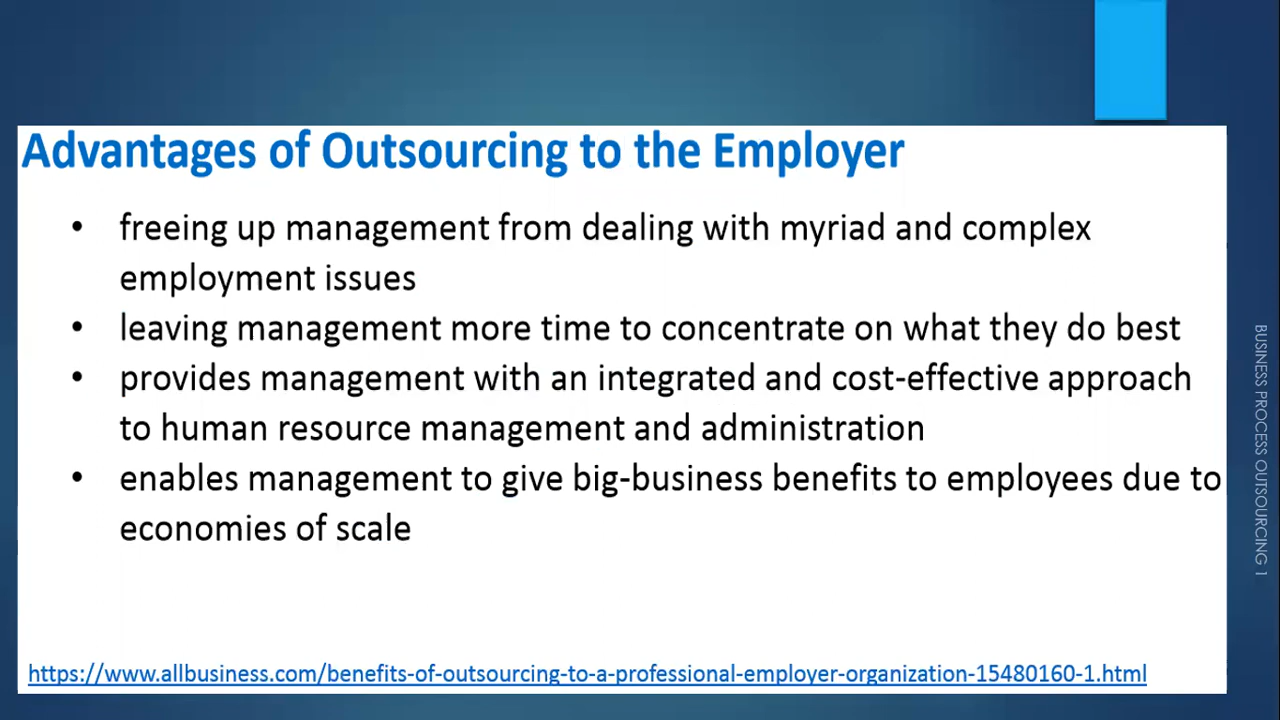 Advantages of Outsourcing to the Employer
• freeing up management from dealing with myriad and complex
employment issues
• leaving management more time to concentrate on what they do best
• provides management with an integrated and cost-effective approach
to human resource management and administration
• enables management to give big-business benefits to employees due to
economies of scale
https://www.allbusiness.com/benefits-of-outsourcing-to-a-professional-employer-organization-15480160-1.html
BUSINESS PROCESS OUTSOURCING 1